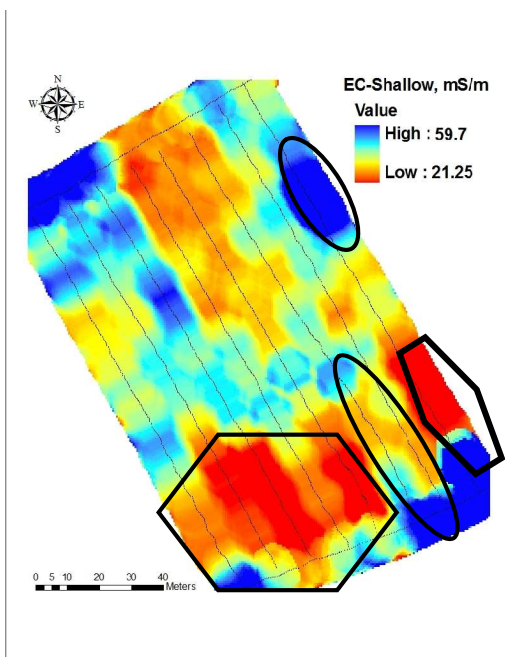 N
W E
S
EC-Shallow, mS/m
Value
High : 59.7
Low : 21.25
0 5 10 20 30 40
Meters